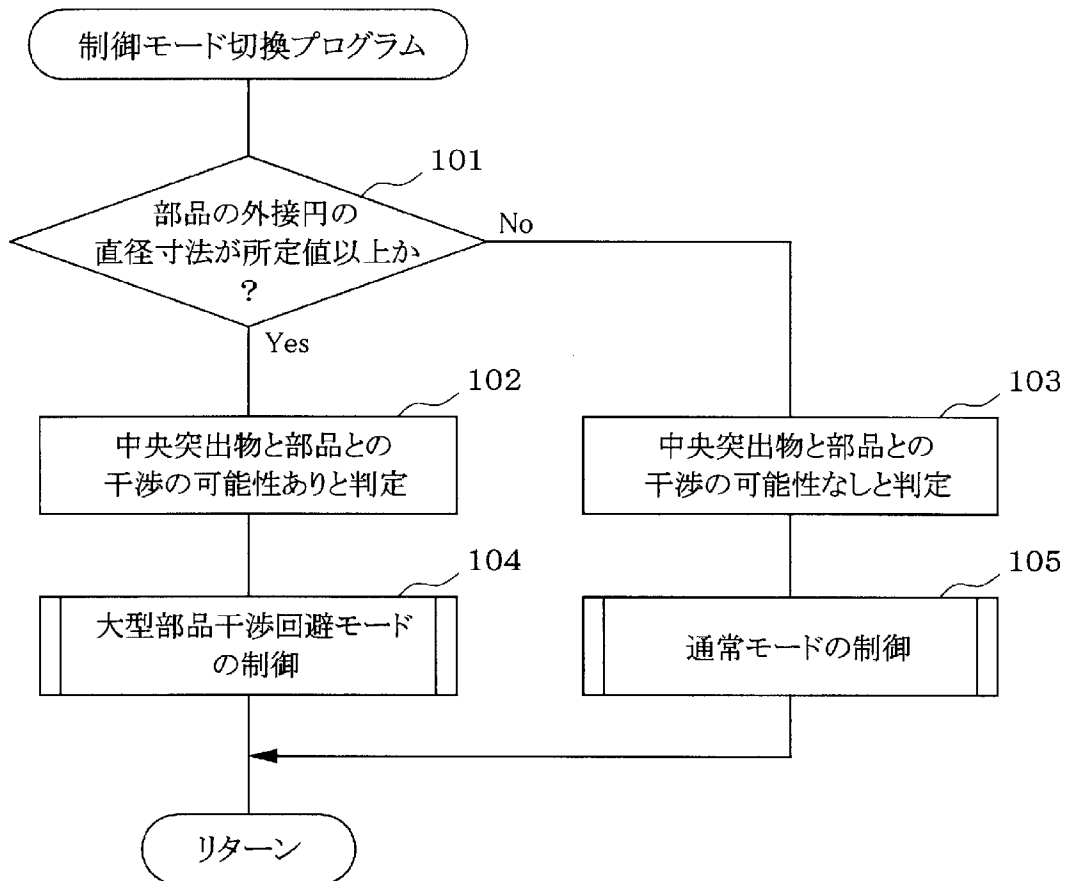 制御モード切換プログラム
101
部品の外接円の
直径寸法が所定値以上か
?
No
Yes
102
中央突出物と部品との
干渉の可能性ありと判定
103
中央突出物と部品との
干渉の可能性なしと判定
104
大型部品干渉回避モード
の制御
105
通常モードの制御
リターン